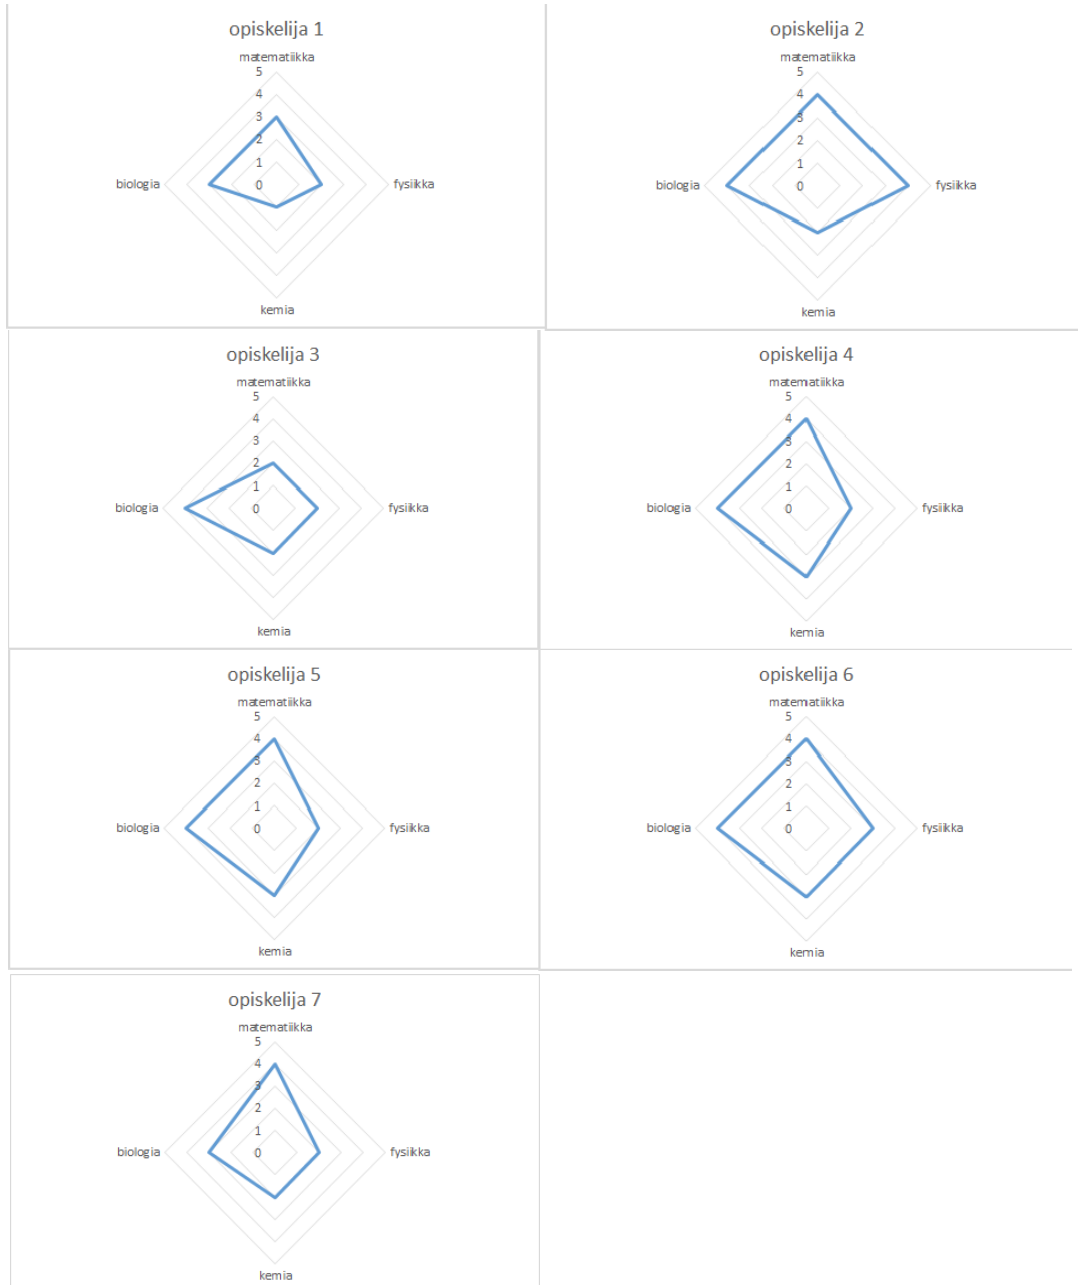 opiskelija 1
matematiikka
5
4
3
2
1
0
biologia
fysiikka
kemia
opiskelija 2
matematiikka
5
4
3
2
1
0
biologia
fysiikka
kemia
opiskelija 3
matematiikka
5
4
3
2
1
0
biologia
fysiikka
kemia
opiskelija 4
matematiikka
5
4
3
2
1
0
biologia
fysiikka
kemia
opiskelija 5
matematiikka
5
4
3
2
1
0
biologia
fysiikka
kemia
opiskelija 6
matematiikka
5
4
3
2
1
0
biologia
fysiikka
kemia
opiskelija 7
matematiikka
5
4
3
2
1
0
biologia
fysiikka
kemia